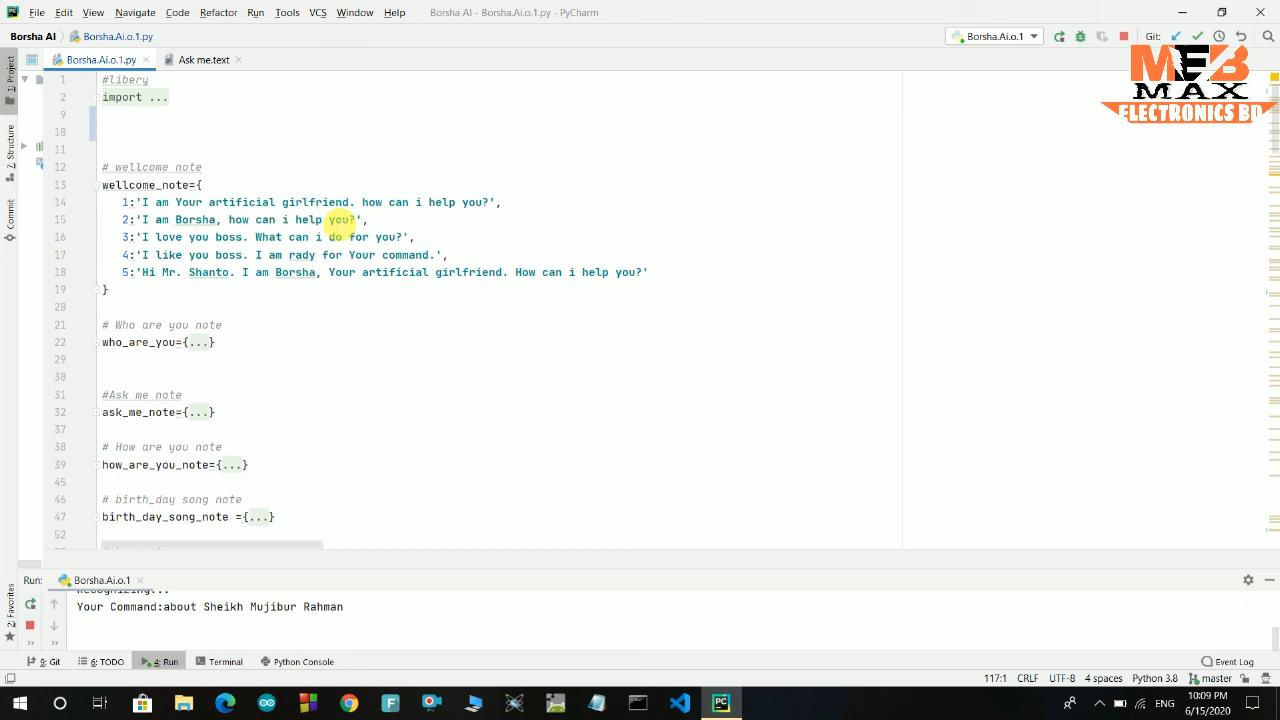 File Edit View Navigate Code Refactor Run Tools VCS Window Help Borsha AI - Borsha.Ai.o.1.py - PyCharm
Borsha AI Borsha.Ai.o.1.py Borsha.Ai.o.1 Git:
Borsha.Ai.o.1.py Ask me.text
MEB
MAX
ELECTRONICS BD
1: Project
7: Structure
Commit
2: Favorites
1 #libery
2 import ...
9
10
11
12 # wellcome note
13 wellcome_note={
14 1:'I am Your artificial girlfriend. how can i help you?',
15 2:'I am Borsha, how can i help you?',
16 3:'I love you boss. What can i do for you?',
17 4:'I like you boss. I am rady for Your command.',
18 5:'Hi Mr. Shanto. I am Borsha, Your artificial girlfriend. How can i help you?'
19 }
20
21 # Who are you note
22 who_are_you={...}
29
30
31 #Ask me note
32 ask_me_note={...}
37
38 # How are you note
39 how_are_you_note={...}
45
46 # birth_day song note
47 birth_day_song_note ={...}
52
Run: Borsha.Ai.o.1
Recognizing...
Your Command:about Sheikh Mujibur Rahman
9: Git 6: TODO 4: Run Terminal Python Console Event Log
117:1 CRLF UTF-8 4 spaces Python 3.8 master
ENG 10:09 PM
6/15/2020